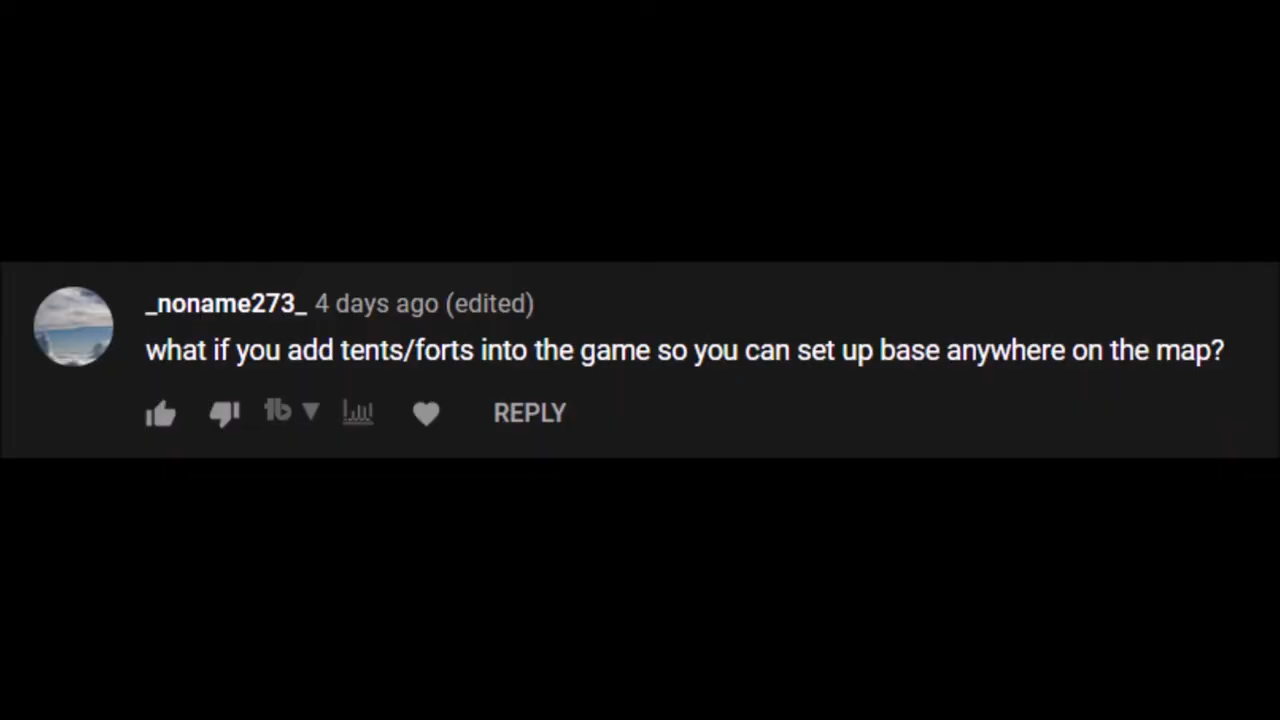 _noname273_ 4 days ago (edited)
what if you add tents/forts into the game so you can set up base anywhere on the map?
tb
REPLY